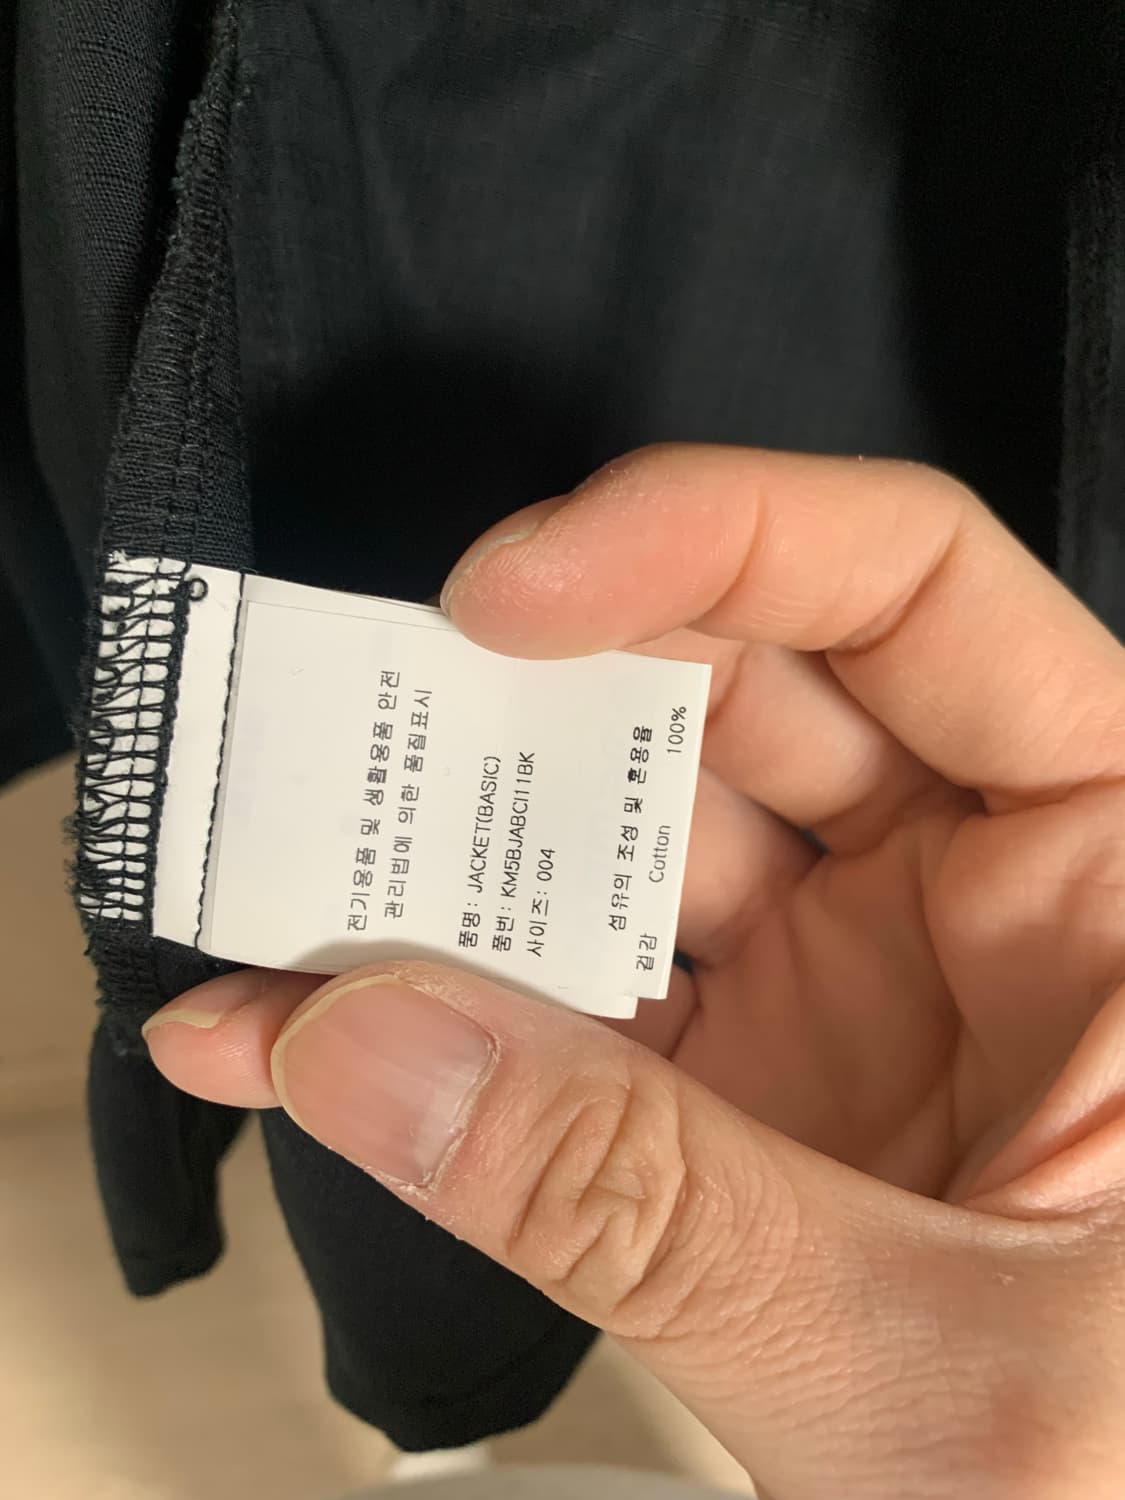 전기용품 및 생활용품 안전
관리법에 의한 품질표시
품명: JACKET(BASIC)
품번: KM5BJABCI11BK
사이즈: 004
섬유의 조성 및 혼용율
겉감 Cotton 100%